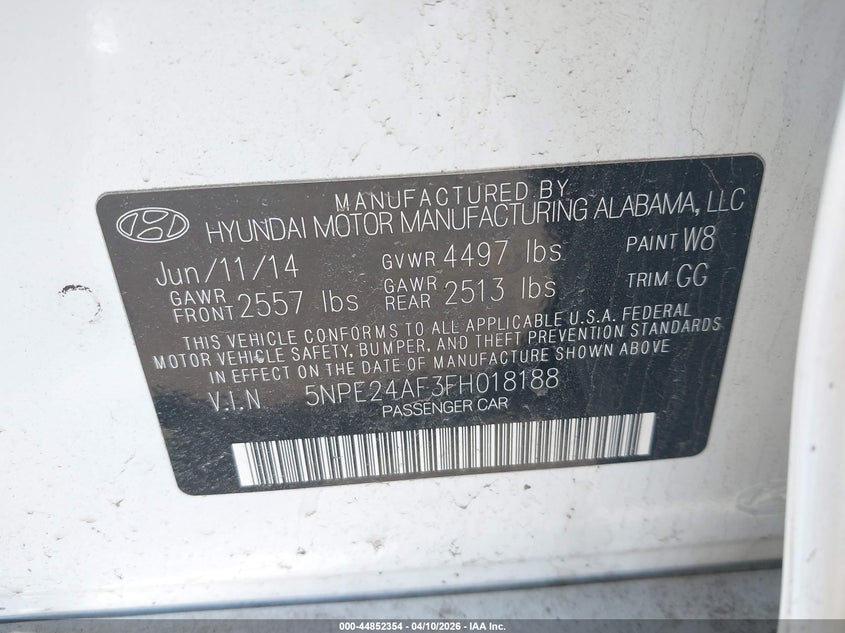 MANUFACTURED BY
HYUNDAI MOTOR MANUFACTURING ALABAMA, LLC
Jun/11/14 GVWR 4497 lbs PAINT W8
GAWR FRONT 2557 lbs GAWR REAR 2513 lbs TRIM GG
THIS VEHICLE CONFORMS TO ALL APPLICABLE U.S.A. FEDERAL
MOTOR VEHICLE SAFETY, BUMPER, AND THEFT PREVENTION STANDARDS
IN EFFECT ON THE DATE OF MANUFACTURE SHOWN ABOVE
V.I.N 5NPE24AF3FH018188
PASSENGER CAR
000-44852354 - 04/10/2026 - IAA Inc.